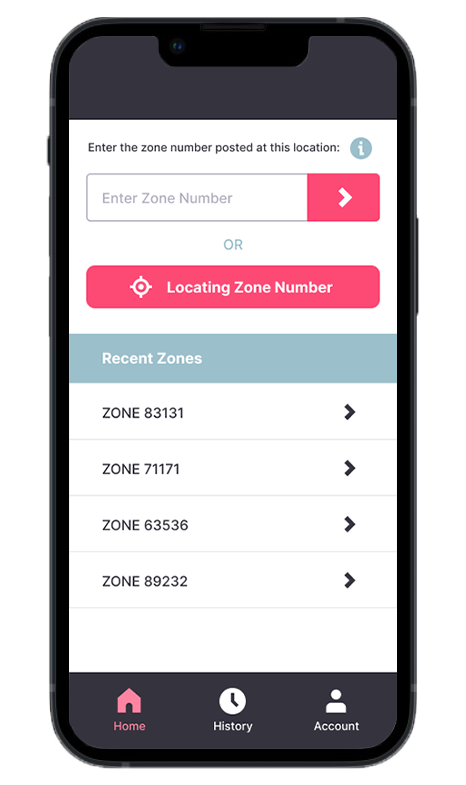 Enter the zone number posted at this location:
Enter Zone Number
OR
Locating Zone Number
Recent Zones
ZONE 83131
ZONE 71171
ZONE 63536
ZONE 89232
Home History Account